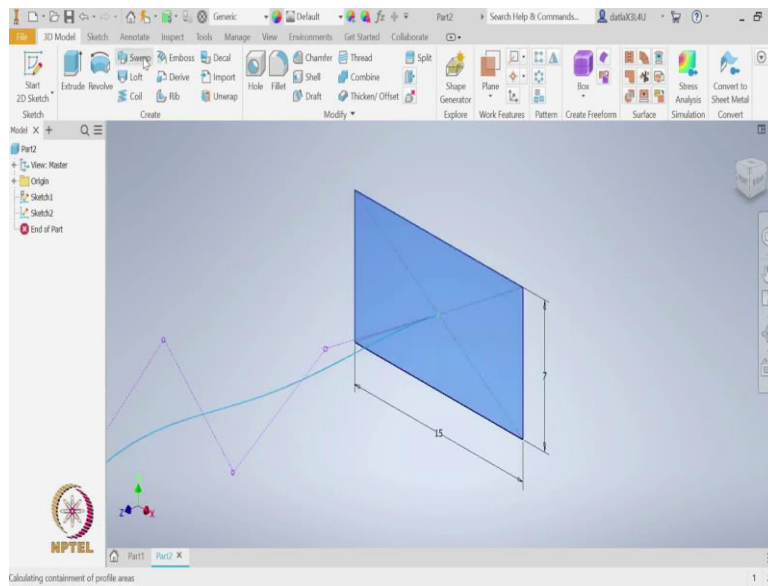 Generic Default fx Part2 Search Help & Commands... datlaX3L4U
File 3D Model Sketch Annotate Inspect Tools Manage View Environments Get Started Collaborate
Start
2D Sketch
Extrude Revolve
Sweep Emboss Decal
Loft Derive Import
Coil Rib Unwrap
Hole Fillet
Chamfer Thread Split
Shell Combine
Draft Thicken/ Offset
Shape
Generator
Plane
Box
Stress
Analysis
Convert to
Sheet Metal
Sketch Create Modify Explore Work Features Pattern Create Freeform Surface Simulation Convert
Model
Part2
View: Master
Origin
Sketch1
Sketch2
End of Part
7
15
Z X
NPTEL
Part1 Part2
Calculating containment of profile areas 1